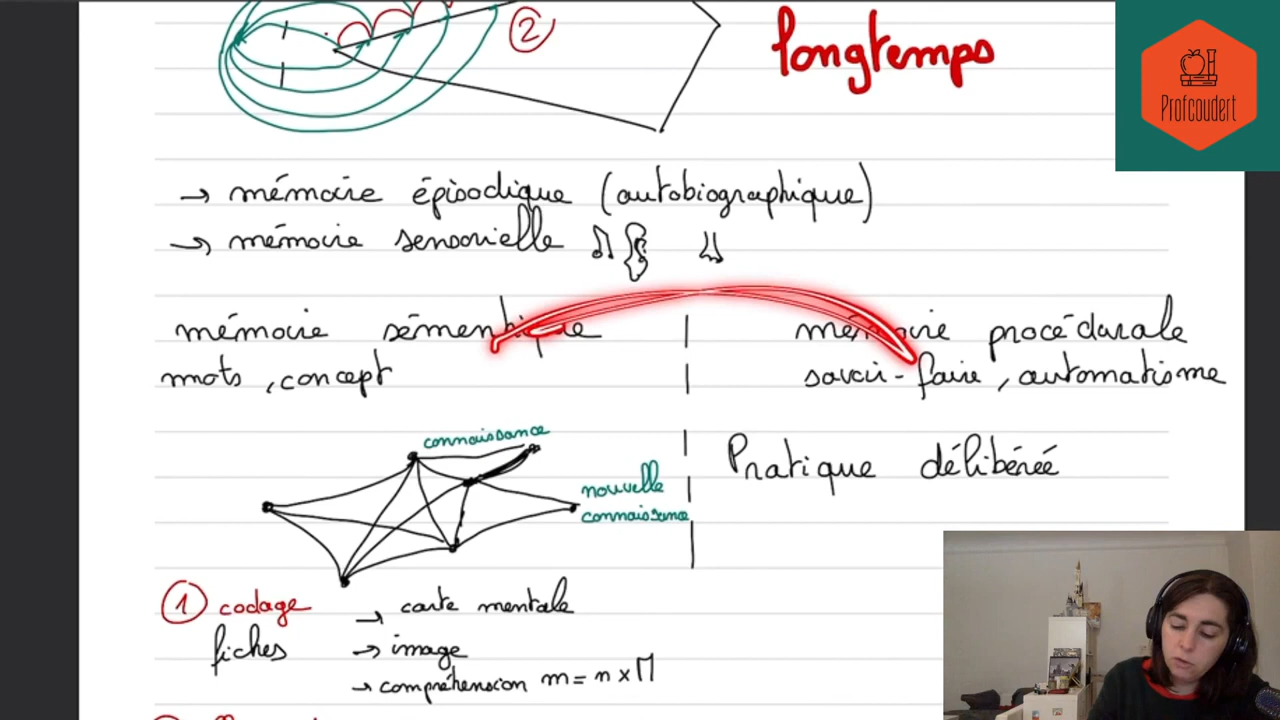 2
longtemps
Profcoudert
→ mémoire épisodique (autobiographique)
→ mémoire sensorielle
mémoire sémentique
mémoire procédurale
mots, concept
savoir-faire, automatisme
connaissance
Pratique délibérée
nouvelle
connaissance
1 codage
→ carte mentale
fiches
→ image
→ compréhension m = n x M